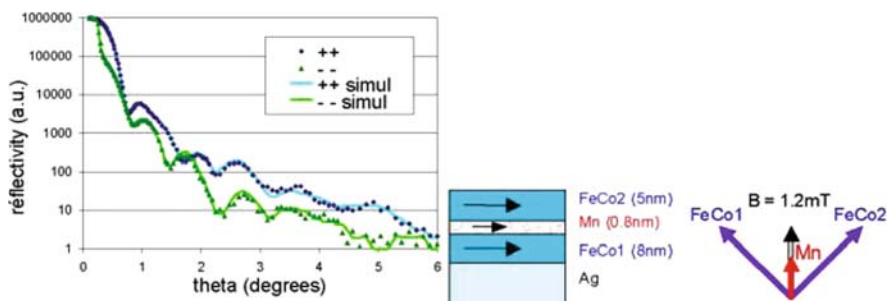 1000000
100000
10000
1000
100
10
1
0 1 2 3 4 5 6
réflectivity (a.u.)
theta (degrees)
++
--
++ simul
-- simul
FeCo2 (5nm)
Mn (0.8nm)
FeCo1 (8nm)
Ag
B = 1.2mT
FeCo1
FeCo2
Mn